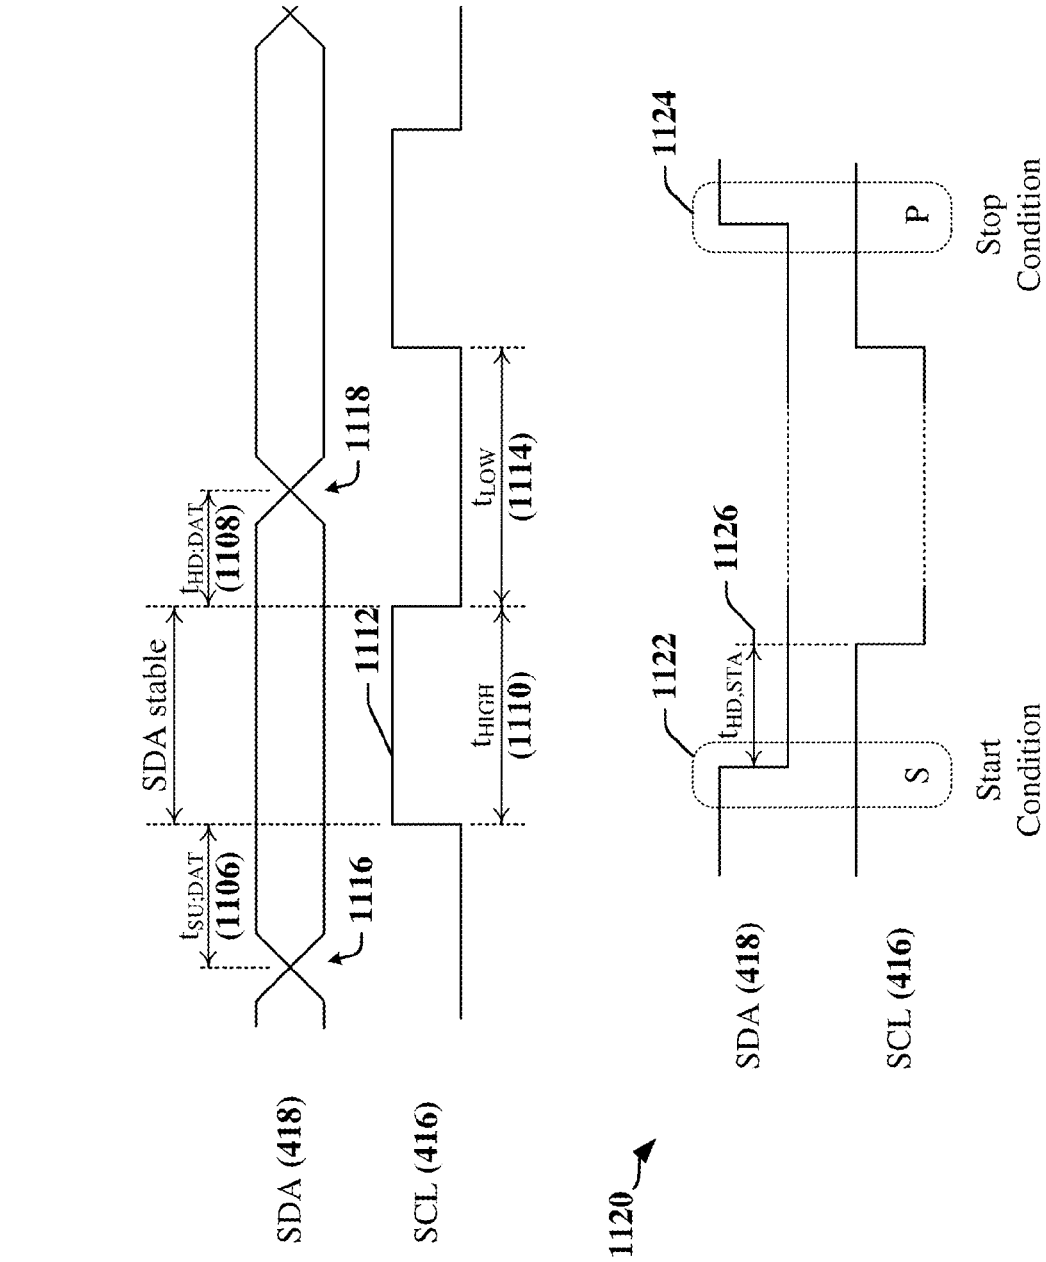 SDA stable
tSU:DAT
(1106)
tHD:DAT
(1108)
SDA (418)
1116
1118
1112
SCL (416)
tHIGH
(1110)
tLOW
(1114)
1120
1122
1124
tHD,STA
1126
SDA (418)
SCL (416)
S
P
Start
Condition
Stop
Condition